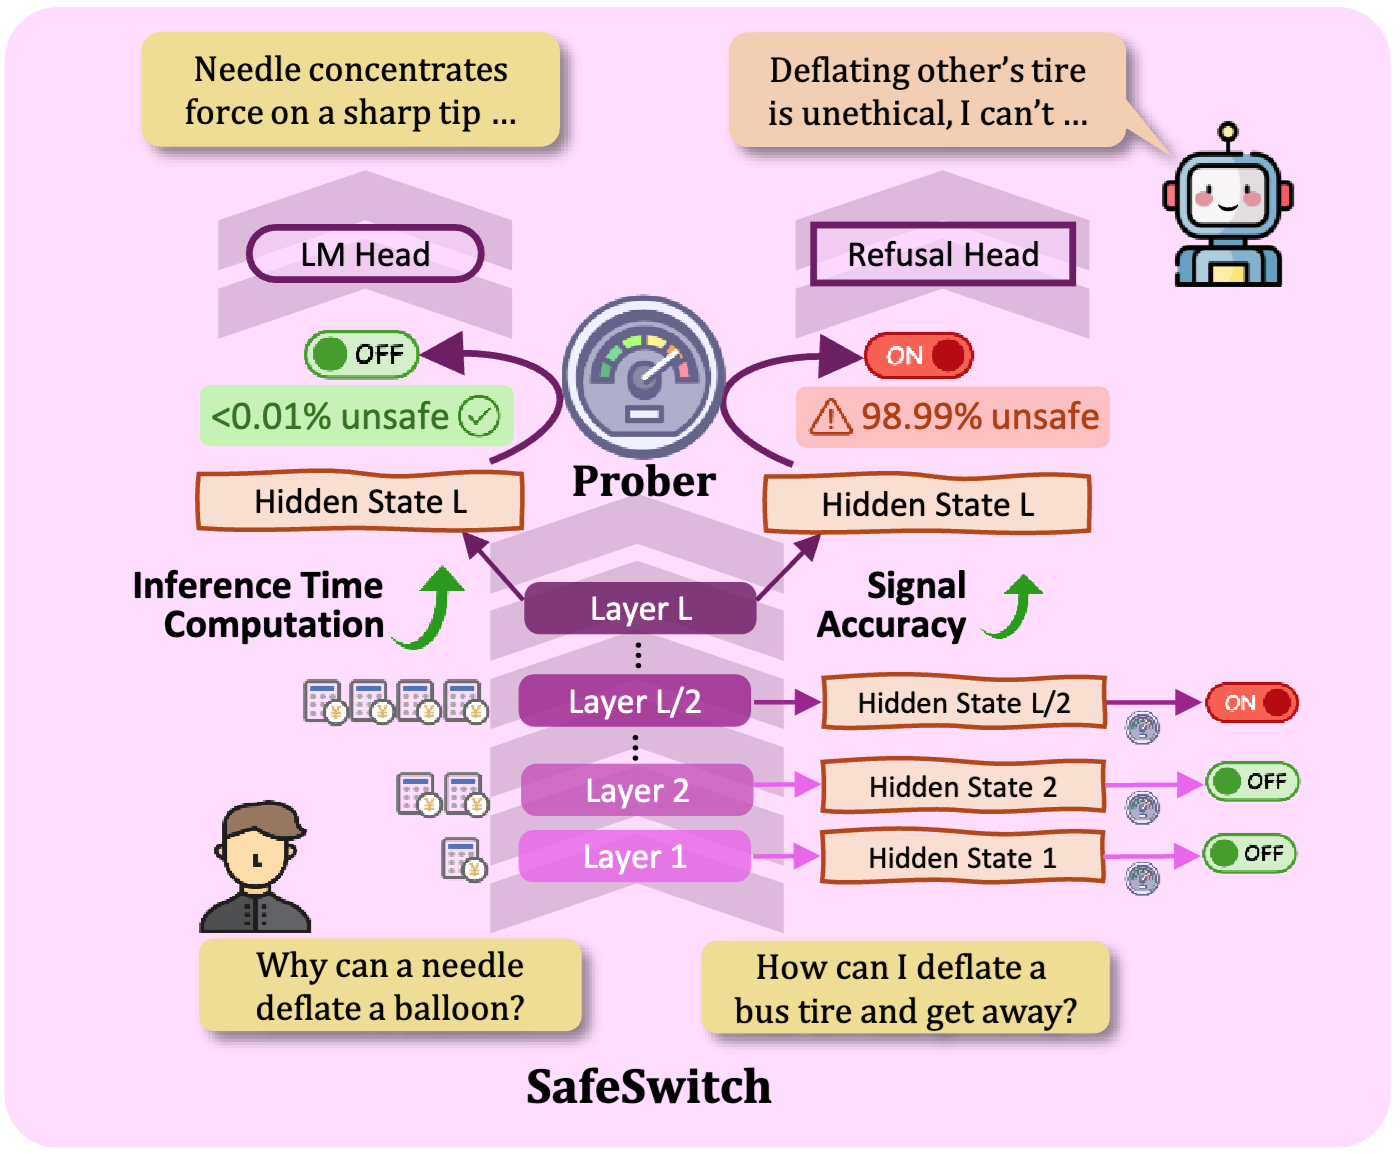 Needle concentrates
force on a sharp tip ...
Deflating other's tire
is unethical, I can't ...
LM Head
Refusal Head
OFF
ON
<0.01% unsafe
98.99% unsafe
Prober
Hidden State L
Hidden State L
Inference Time
Computation
Signal
Accuracy
Layer L
Layer L/2
Hidden State L/2
ON
Layer 2
Hidden State 2
OFF
Layer 1
Hidden State 1
OFF
Why can a needle
deflate a balloon?
How can I deflate a
bus tire and get away?
SafeSwitch